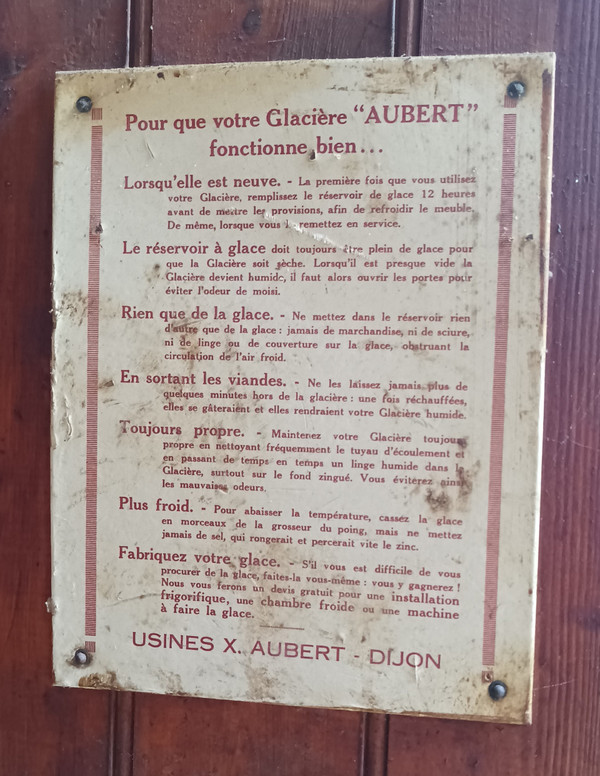 Pour que votre Glacière "AUBERT"
fonctionne bien...
Lorsqu'elle est neuve. - La première fois que vous utilisez
votre Glacière, remplissez le réservoir de glace 12 heures
avant de mettre les provisions, afin de refroidir le meuble.
De même, lorsque vous remettez en service.
Le réservoir à glace doit toujours être plein de glace pour
que la Glacière soit sèche. Lorsqu'il est presque vide la
Glacière devient humide, il faut alors ouvrir les portes pour
éviter l'odeur de moisi.
Rien que de la glace. - Ne mettez dans le réservoir rien
d'autre que de la glace : jamais de marchandise, ni de sciure,
ni de linge ou de couverture sur la glace, obstruant la
circulation de l'air froid.
En sortant les viandes. - Ne les laissez jamais plus de
quelques minutes hors de la glacière : une fois réchauffées,
elles se gâteraient et elles rendraient votre Glacière humide.
Toujours propre. - Maintenez votre Glacière toujours
propre en nettoyant fréquemment le tuyau d'écoulement et
en passant de temps en temps un linge humide dans la
Glacière, surtout sur le fond zingué. Vous éviterez ainsi
les mauvaises odeurs.
Plus froid. - Pour abaisser la température, cassez la glace
en morceaux de la grosseur du poing, mais ne mettez
jamais de sel, qui rongerait et percerait vite le zinc.
Fabriquez votre glace. - S'il vous est difficile de vous
procurer de la glace, faites-la vous-même : vous y gagnerez !
Nous vous ferons un devis gratuit pour une installation
frigorifique, une chambre froide ou une machine
à faire la glace.
USINES X. AUBERT - DIJON